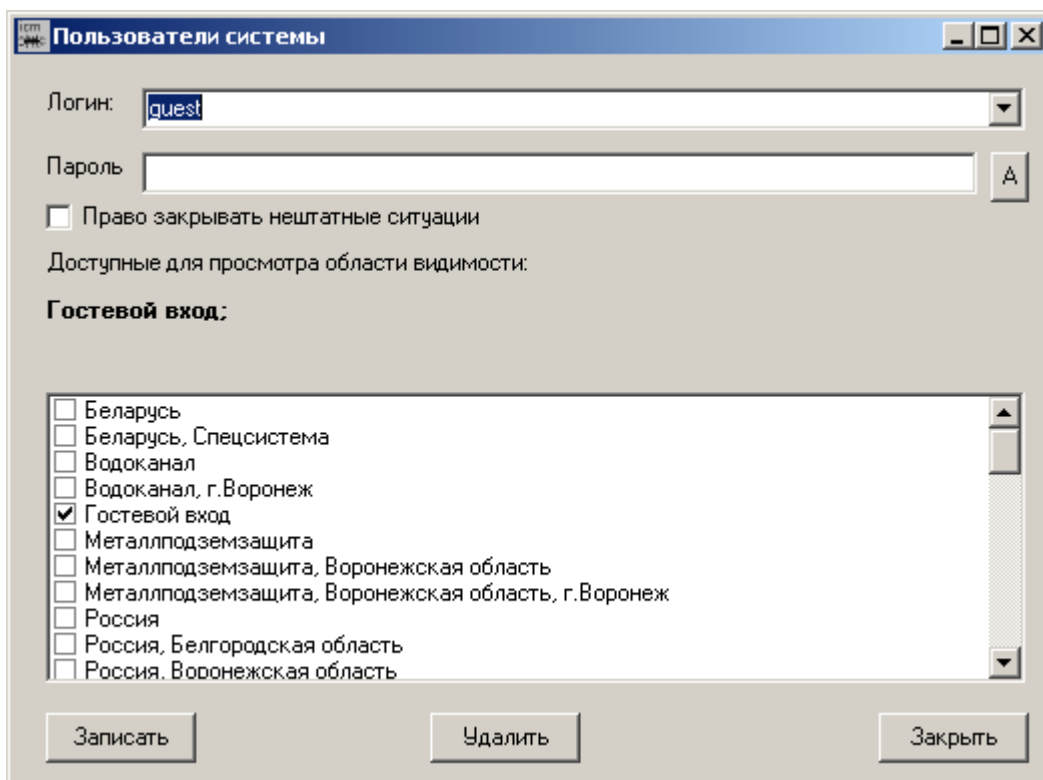 Пользователи системы
Логин: guest
Пароль A
Право закрывать нештатные ситуации
Доступные для просмотра области видимости:
Гостевой вход;
Беларусь
Беларусь, Спецсистема
Водоканал
Водоканал, г.Воронеж
Гостевой вход
Металлподземзащита
Металлподземзащита, Воронежская область
Металлподземзащита, Воронежская область, г.Воронеж
Россия
Россия, Белгородская область
Россия, Воронежская область
Записать Удалить Закрыть